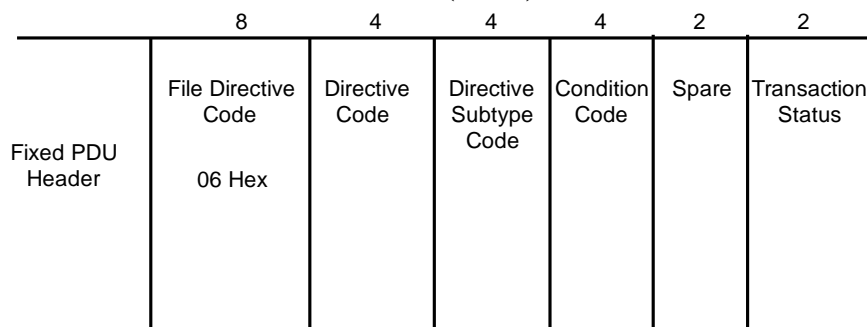 8 4 4 4 2 2
File Directive Code
06 Hex
Directive Code
Directive Subtype Code
Condition Code
Spare
Transaction Status
Fixed PDU Header